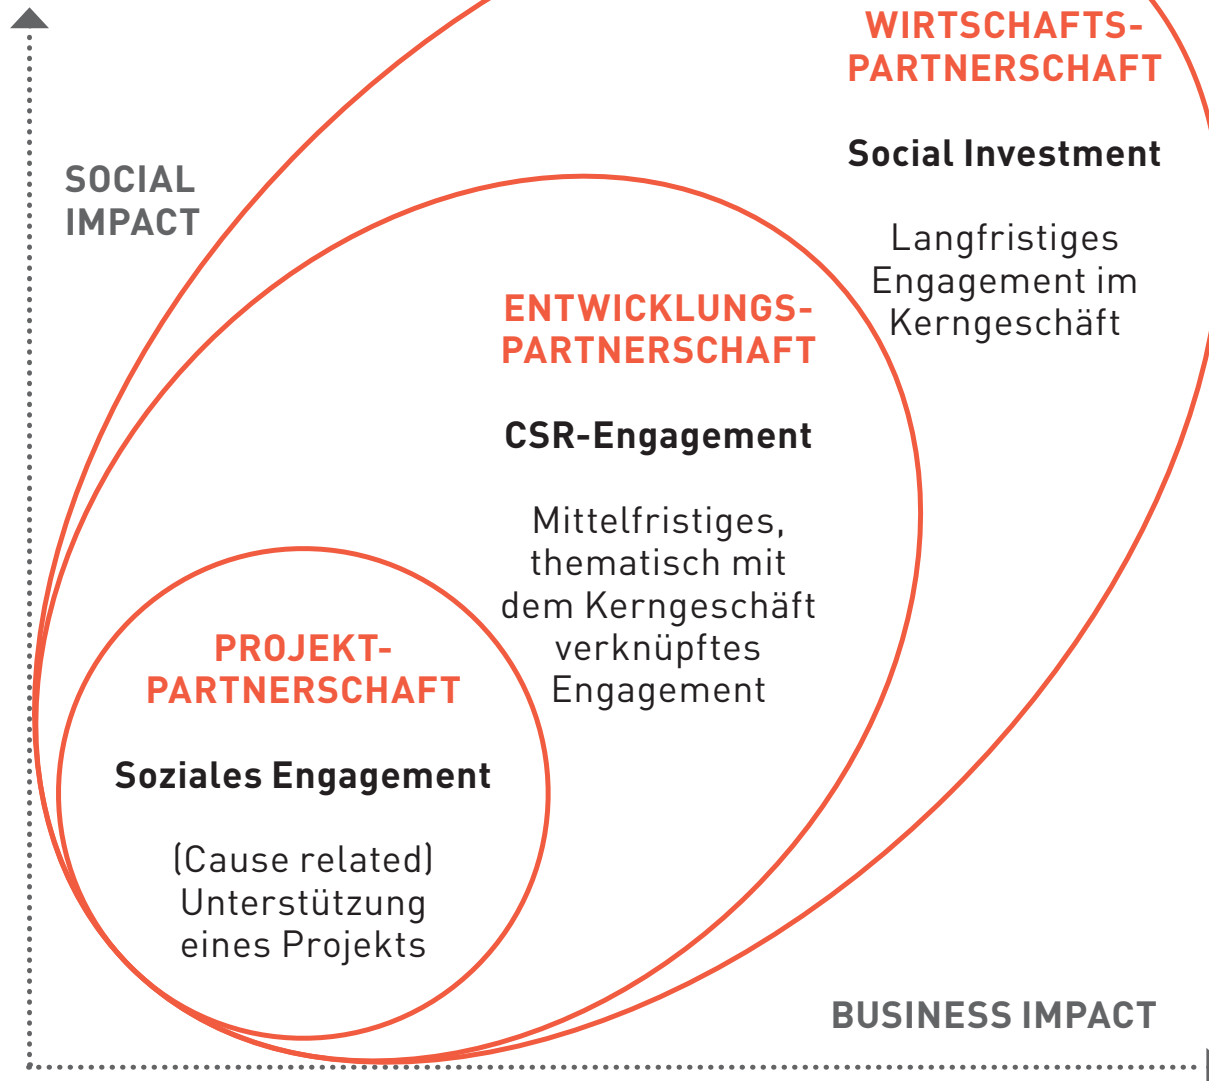 WIRTSCHAFTS-
PARTNERSCHAFT
Social Investment
Langfristiges
Engagement im
Kerngeschäft
SOCIAL
IMPACT
ENTWICKLUNGS-
PARTNERSCHAFT
CSR-Engagement
Mittelfristiges,
thematisch mit
dem Kerngeschäft
verknüpftes
Engagement
PROJEKT-
PARTNERSCHAFT
Soziales Engagement
(Cause related)
Unterstützung
eines Projekts
BUSINESS IMPACT